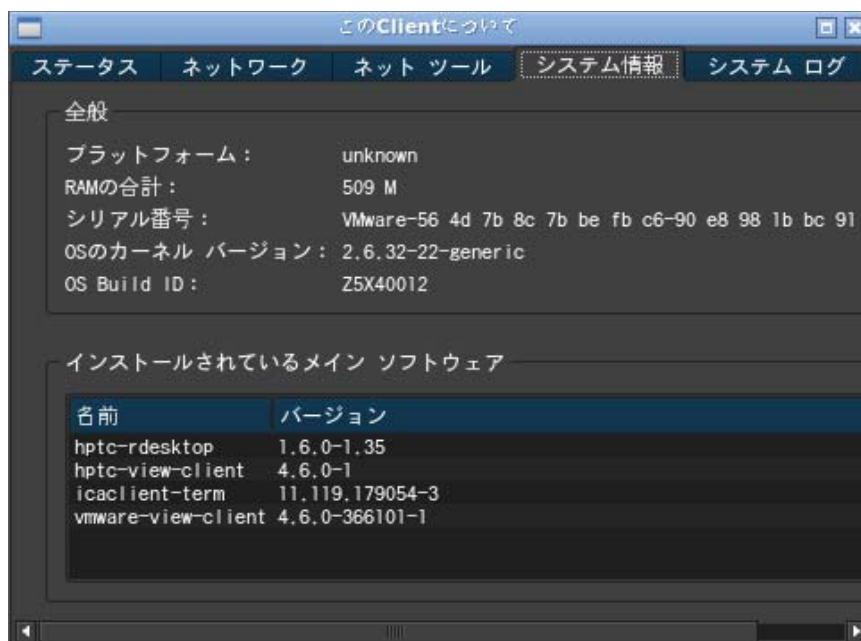 このClientについて
ステータス ネットワーク ネット ツール システム情報 システム ログ
全般
プラットフォーム： unknown
RAMの合計： 509 M
シリアル番号： VMware-56 4d 7b 8c 7b be fb c6-90 e8 98 1b bc 91
OSのカーネル バージョン： 2.6.32-22-generic
OS Build ID： Z5X40012
インストールされているメイン ソフトウェア
名前 バージョン
hptc-rdesktop 1.6.0-1.35
hptc-view-client 4.6.0-1
icaclient-term 11.119.179054-3
vmware-view-client 4.6.0-366101-1